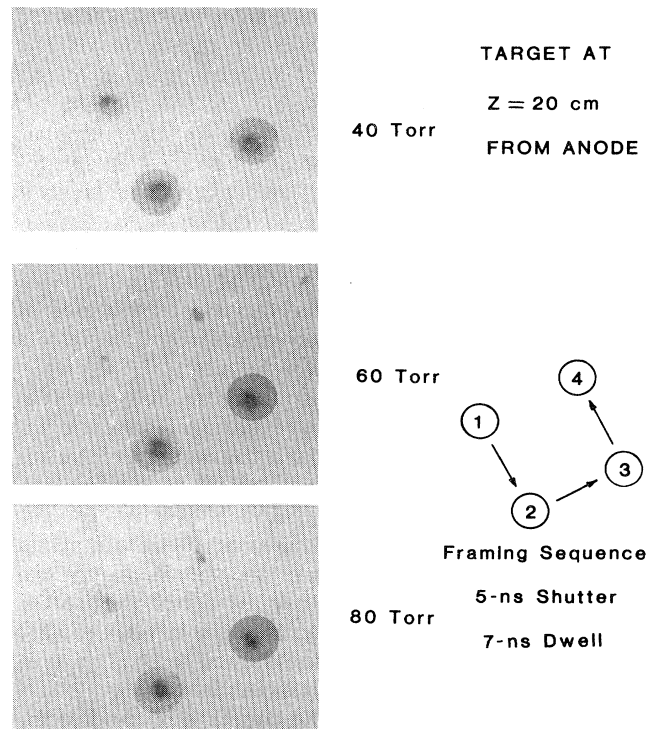 TARGET AT
Z = 20 cm
FROM ANODE
40 Torr
60 Torr
4
1
3
2
Framing Sequence
5-ns Shutter
80 Torr
7-ns Dwell